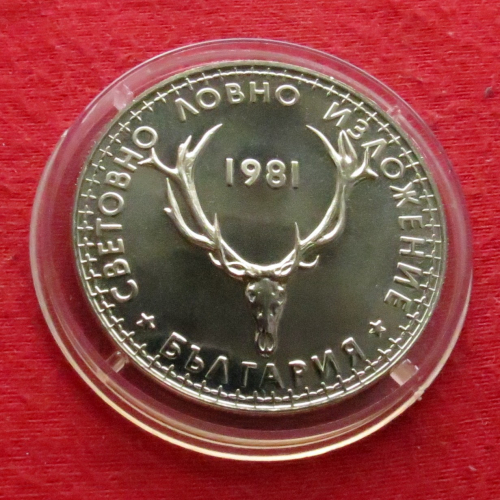 СВЕТОВНО ЛОВНО ИЗЛОЖЕНИЕ
1981
★ БЪЛГАРИЯ ★